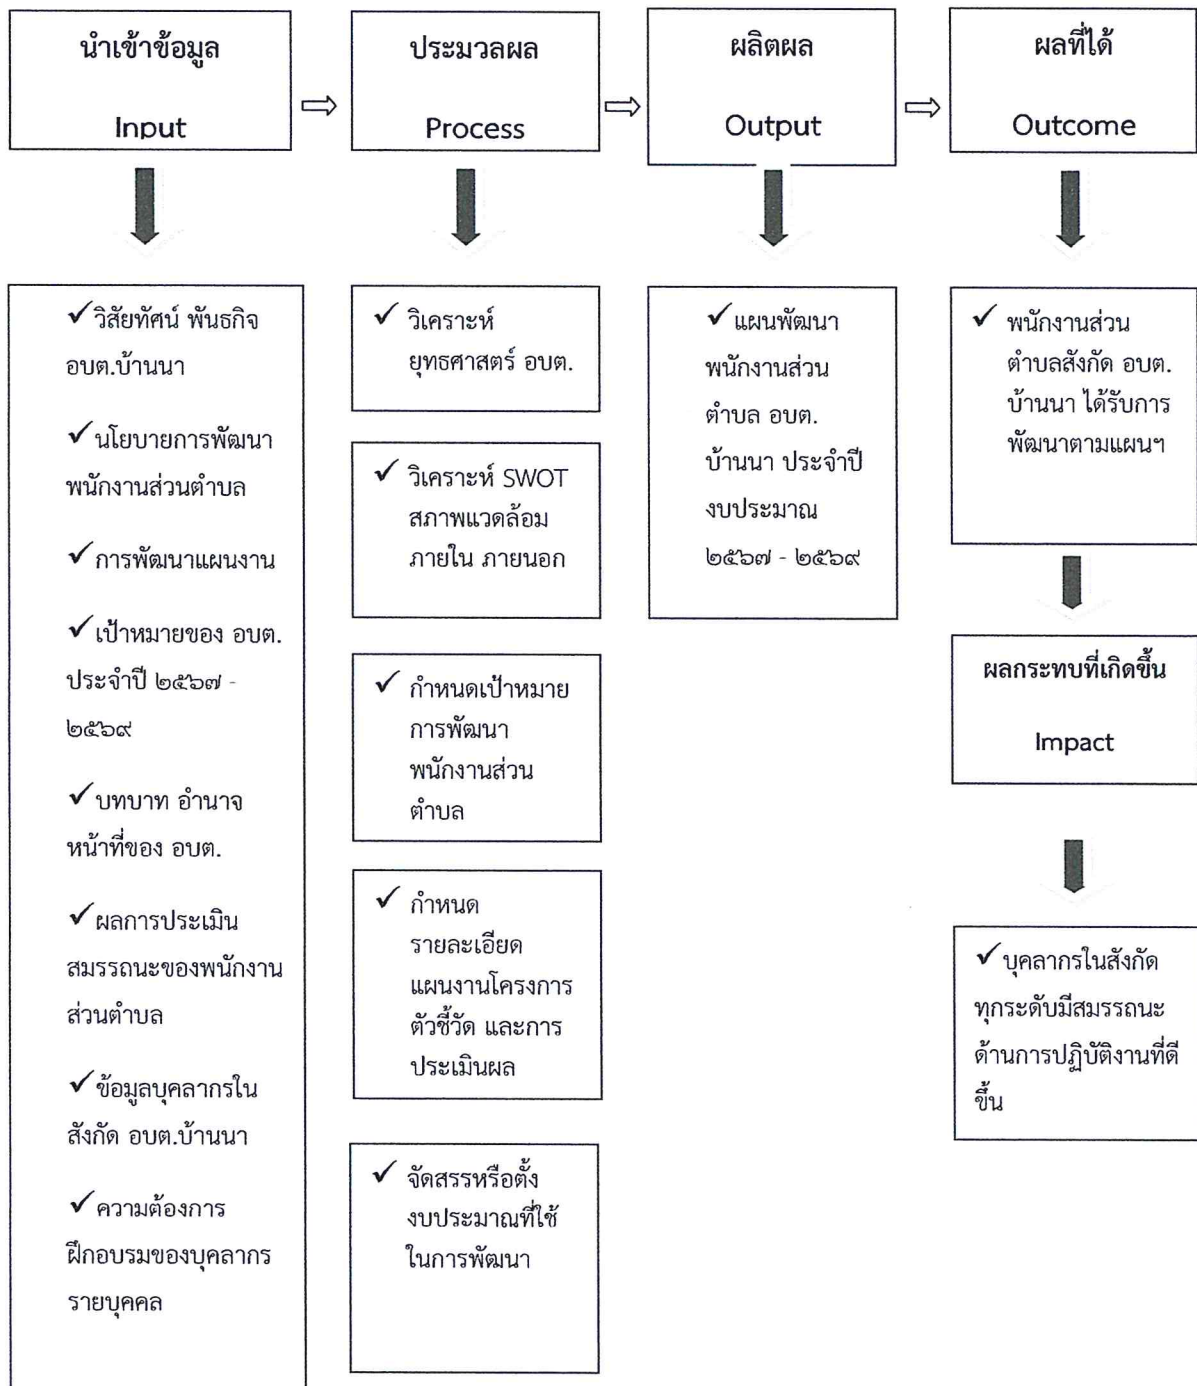 นำเข้าข้อมูล
Input
ประมวลผล
Process
ผลิตผล
Output
ผลที่ได้
Outcome
✓วิสัยทัศน์ พันธกิจ
อบต.บ้านนา
✓นโยบายการพัฒนา
พนักงานส่วนตำบล
✓การพัฒนาแผนงาน
✓เป้าหมายของ อบต.
ประจำปี ๒๕๖๗ -
๒๕๖๙
✓บทบาท อำนาจ
หน้าที่ของ อบต.
✓ผลการประเมิน
สมรรถนะของพนักงาน
ส่วนตำบล
✓ข้อมูลบุคลากรใน
สังกัด อบต.บ้านนา
✓ความต้องการ
ฝึกอบรมของบุคลากร
รายบุคคล
✓ วิเคราะห์
ยุทธศาสตร์ อบต.
✓ วิเคราะห์ SWOT
สภาพแวดล้อม
ภายใน ภายนอก
✓ กำหนดเป้าหมาย
การพัฒนา
พนักงานส่วน
ตำบล
✓ กำหนด
รายละเอียด
แผนงานโครงการ
ตัวชี้วัด และการ
ประเมินผล
✓ จัดสรรหรือตั้ง
งบประมาณที่ใช้
ในการพัฒนา
✓แผนพัฒนา
พนักงานส่วน
ตำบล อบต.
บ้านนา ประจำปี
งบประมาณ
๒๕๖๗ - ๒๕๖๙
✓ พนักงานส่วน
ตำบลสังกัด อบต.
บ้านนา ได้รับการ
พัฒนาตามแผนฯ
ผลกระทบที่เกิดขึ้น
Impact
✓บุคลากรในสังกัด
ทุกระดับมีสมรรถนะ
ด้านการปฏิบัติงานที่ดี
ขึ้น